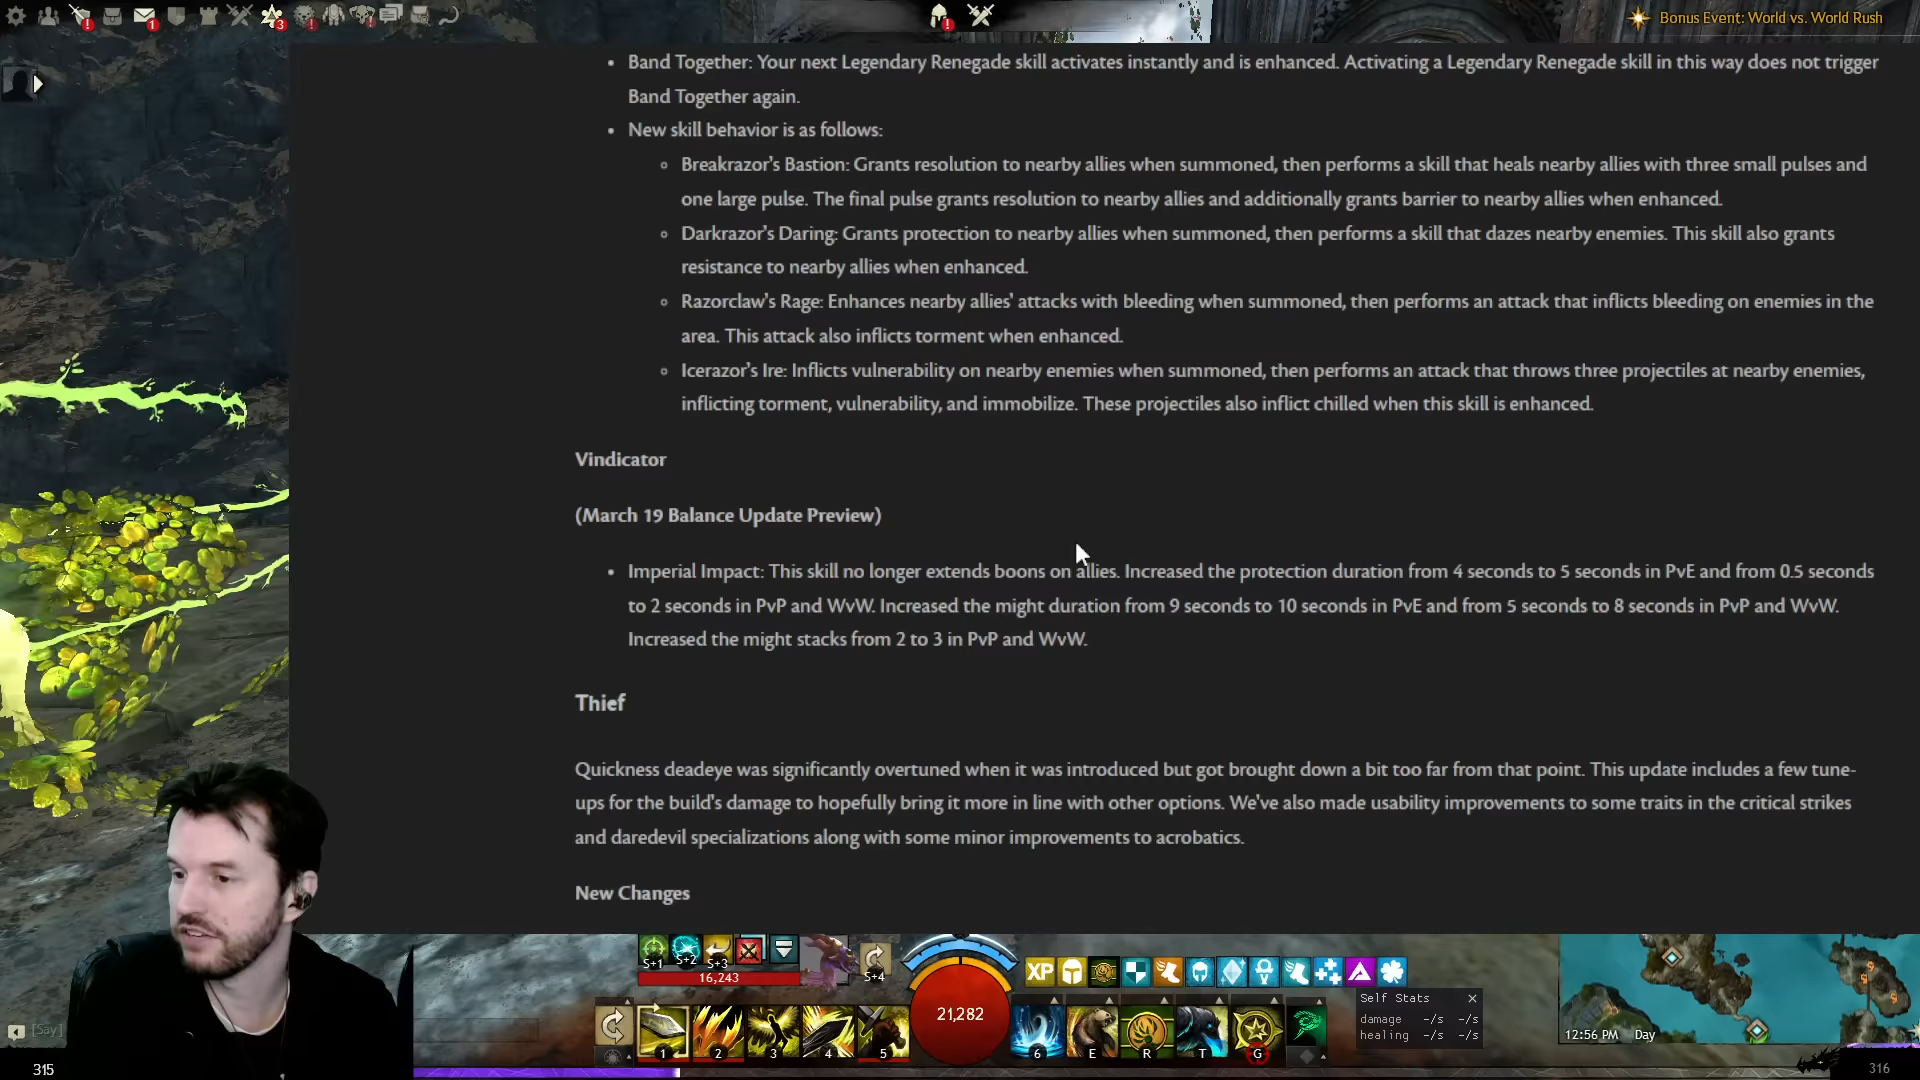 Bonus Event: World vs. World Rush
1
3
• Band Together: Your next Legendary Renegade skill activates instantly and is enhanced. Activating a Legendary Renegade skill in this way does not trigger
Band Together again.
• New skill behavior is as follows:
Breakrazor's Bastion: Grants resolution to nearby allies when summoned, then performs a skill that heals nearby allies with three small pulses and
one large pulse. The final pulse grants resolution to nearby allies and additionally grants barrier to nearby allies when enhanced.
Darkrazor's Daring: Grants protection to nearby allies when summoned, then performs a skill that dazes nearby enemies. This skill also grants
resistance to nearby allies when enhanced.
Razorclaw's Rage: Enhances nearby allies' attacks with bleeding when summoned, then performs an attack that inflicts bleeding on enemies in the
area. This attack also inflicts torment when enhanced.
Icerazor's Ire: Inflicts vulnerability on nearby enemies when summoned, then performs an attack that throws three projectiles at nearby enemies,
inflicting torment, vulnerability, and immobilize. These projectiles also inflict chilled when this skill is enhanced.
Vindicator
(March 19 Balance Update Preview)
• Imperial Impact: This skill no longer extends boons on allies. Increased the protection duration from 4 seconds to 5 seconds in PvE and from 0.5 seconds
to 2 seconds in PvP and WvW. Increased the might duration from 9 seconds to 10 seconds in PvE and from 5 seconds to 8 seconds in PvP and WvW.
Increased the might stacks from 2 to 3 in PvP and WvW.
Thief
Quickness deadeye was significantly overtuned when it was introduced but got brought down a bit too far from that point. This update includes a few tune-
ups for the build's damage to hopefully bring it more in line with other options. We've also made usability improvements to some traits in the critical strikes
and daredevil specializations along with some minor improvements to acrobatics.
New Changes
S+1 S+2 S+3 S+4
16,243
XP
21,282
1 2 3 4 5 6 E R T G
Self Stats
damage -/s -/s
healing -/s -/s
12:56 PM Day
[Say]
315
316